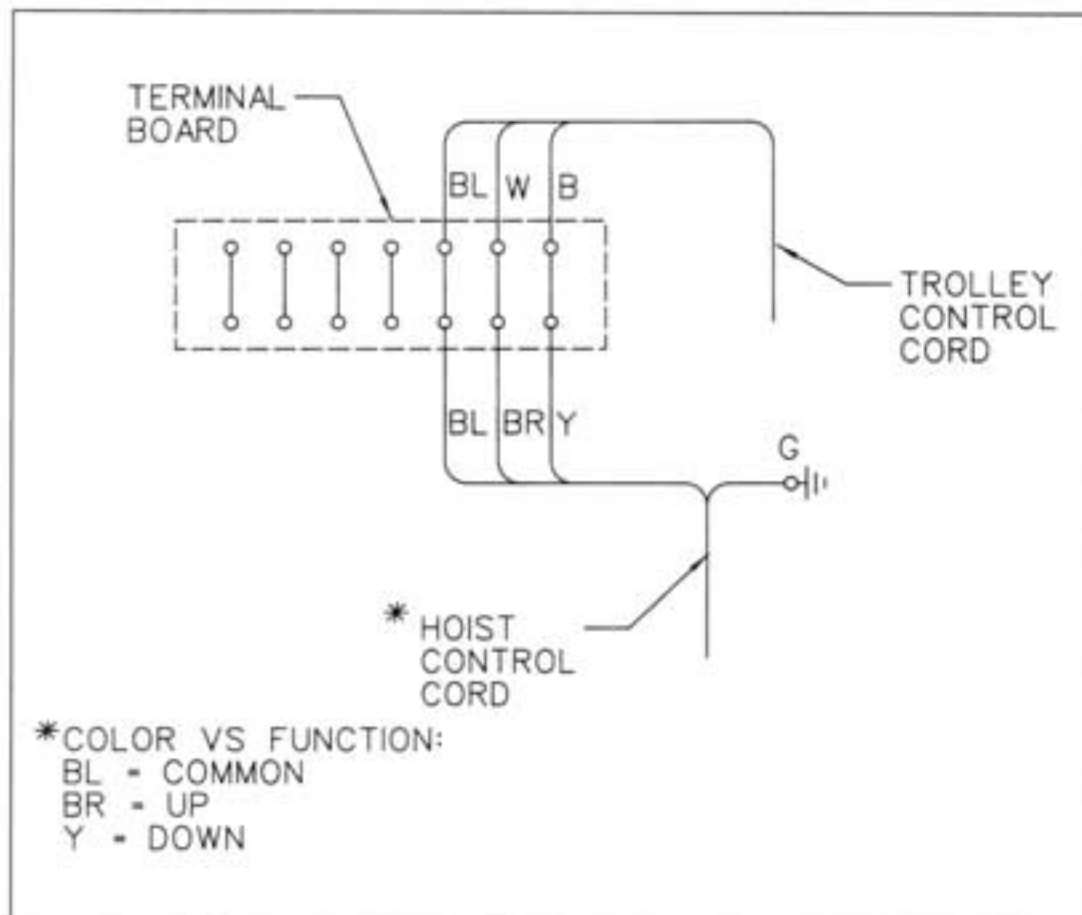 TERMINAL
BOARD
BL W B
TROLLEY
CONTROL
CORD
BL BR Y
G
* HOIST
CONTROL
CORD
*COLOR VS FUNCTION:
BL - COMMON
BR - UP
Y - DOWN